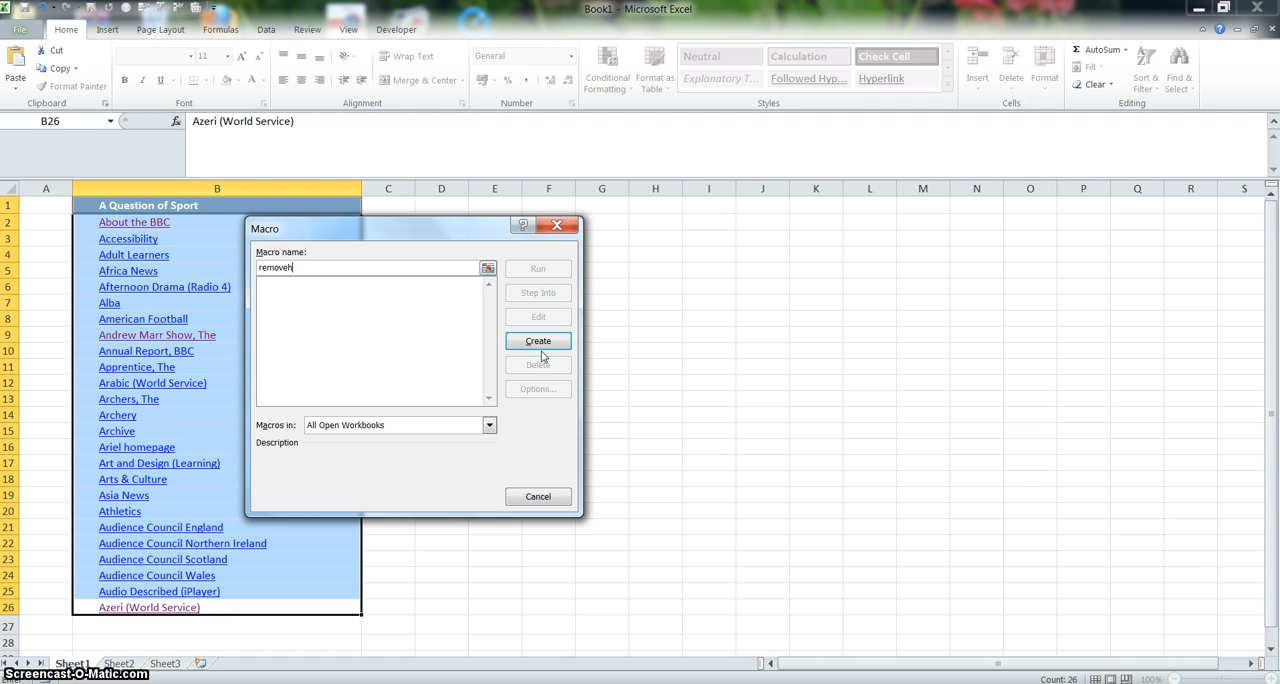 Book1 - Microsoft Excel
File Home Insert Page Layout Formulas Data Review View Developer
Paste Cut Copy Format Painter Clipboard
11 B I U A Font
Wrap Text Merge & Center Alignment
General % , Number
Conditional Formatting Format as Table
Neutral Calculation Check Cell
Explanatory T... Followed Hyp... Hyperlink
Styles
Insert Delete Format Cells
Σ AutoSum Fill Clear Sort & Filter Find & Select Editing
B26 fx Azeri (World Service)
A B C D E F G H I J K L M N O P Q R S
1 A Question of Sport
2 About the BBC
3 Accessibility
4 Adult Learners
5 Africa News
6 Afternoon Drama (Radio 4)
7 Alba
8 American Football
9 Andrew Marr Show, The
10 Annual Report, BBC
11 Apprentice, The
12 Arabic (World Service)
13 Archers, The
14 Archery
15 Archive
16 Ariel homepage
17 Art and Design (Learning)
18 Arts & Culture
19 Asia News
20 Athletics
21 Audience Council England
22 Audience Council Northern Ireland
23 Audience Council Scotland
24 Audience Council Wales
25 Audio Described (iPlayer)
26 Azeri (World Service)
27
28
Macro
Macro name:
removeh
Run
Step Into
Edit
Create
Delete
Options...
Macros in: All Open Workbooks
Description
Cancel
Sheet1 Sheet2 Sheet3
Screencast-O-Matic.com
Enter Count: 26 100%